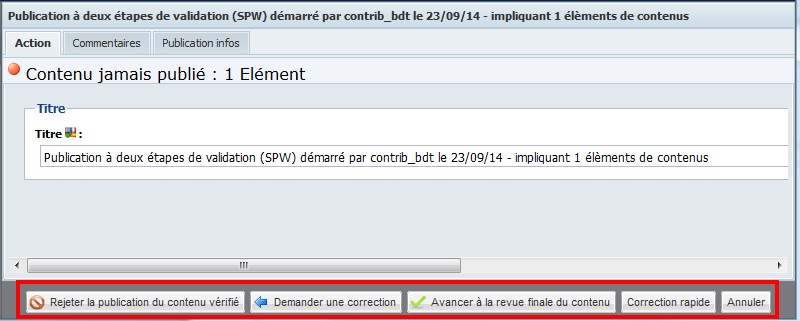 Publication à deux étapes de validation (SPW) démarré par contrib_bdt le 23/09/14 - impliquant 1 élèments de contenus
Action Commentaires Publication infos
Contenu jamais publié : 1 Elément
Titre
Titre :
Publication à deux étapes de validation (SPW) démarré par contrib_bdt le 23/09/14 - impliquant 1 élèments de contenus
Rejeter la publication du contenu vérifié Demander une correction Avancer à la revue finale du contenu Correction rapide Annuler